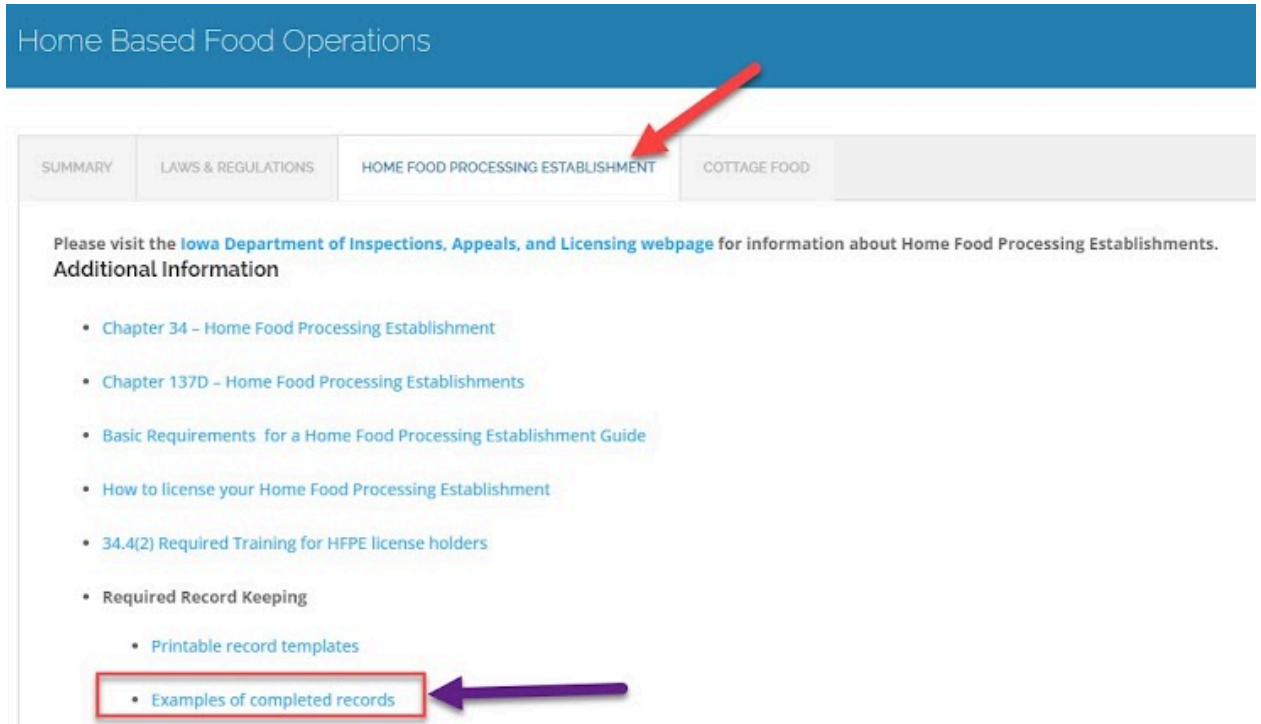 Home Based Food Operations
SUMMARY
LAWS & REGULATIONS
HOME FOOD PROCESSING ESTABLISHMENT
COTTAGE FOOD
Please visit the Iowa Department of Inspections, Appeals, and Licensing webpage for information about Home Food Processing Establishments.
Additional Information
• Chapter 34 – Home Food Processing Establishment
• Chapter 137D – Home Food Processing Establishments
• Basic Requirements for a Home Food Processing Establishment Guide
• How to license your Home Food Processing Establishment
• 34.4(2) Required Training for HFPE license holders
• Required Record Keeping
• Printable record templates
• Examples of completed records